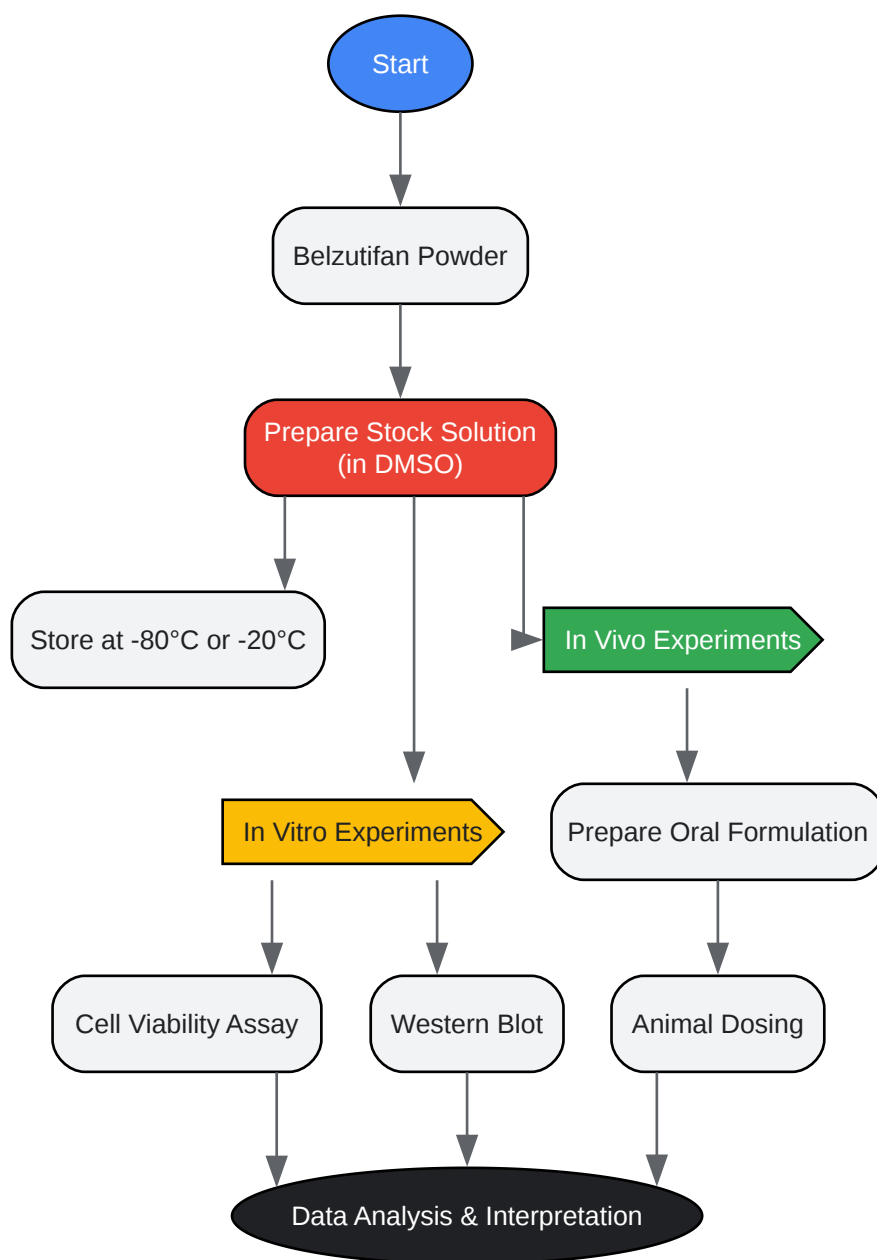 Start
Belzutifan Powder
Prepare Stock Solution
(in DMSO)
Store at -80°C or -20°C
In Vivo Experiments
In Vitro Experiments
Prepare Oral Formulation
Cell Viability Assay
Western Blot
Animal Dosing
Data Analysis & Interpretation